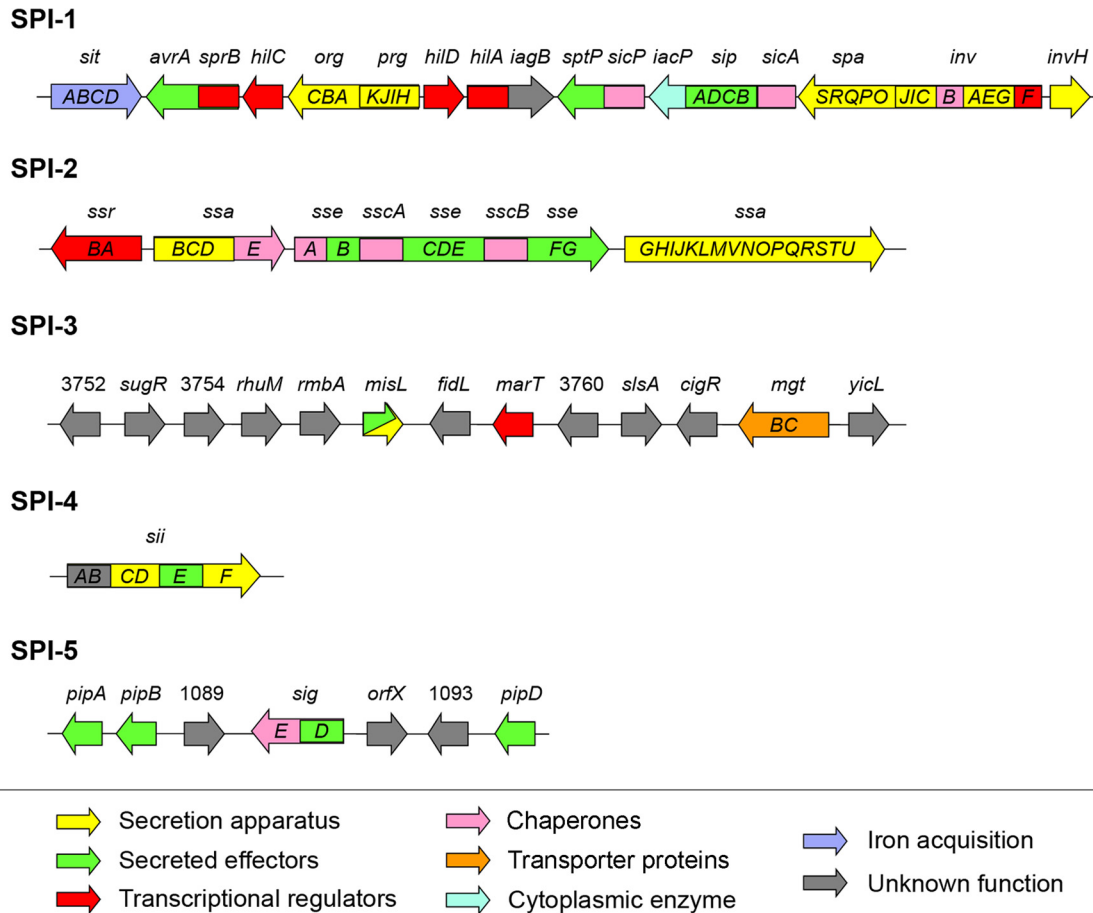 SPI-1
sit avrA sprB hilC org prg hilD hilA iagB sptP sicP iacP sip sicA spa inv invH
ABCD CBA KJIH ADCB SRQPO JIC B AEG F
SPI-2
ssr ssa sse sscA sse sscB sse ssa
BA BCD E A B CDE FG GHIJKLMVNOPQRSTU
SPI-3
3752 sugR 3754 rhuM rmbA misL fidL marT 3760 slsA cigR mgt yicL
BC
SPI-4
sii
AB CD E F
SPI-5
pipA pipB 1089 sig orfX 1093 pipD
E D
Secretion apparatus
Secreted effectors
Transcriptional regulators
Chaperones
Transporter proteins
Cytoplasmic enzyme
Iron acquisition
Unknown function